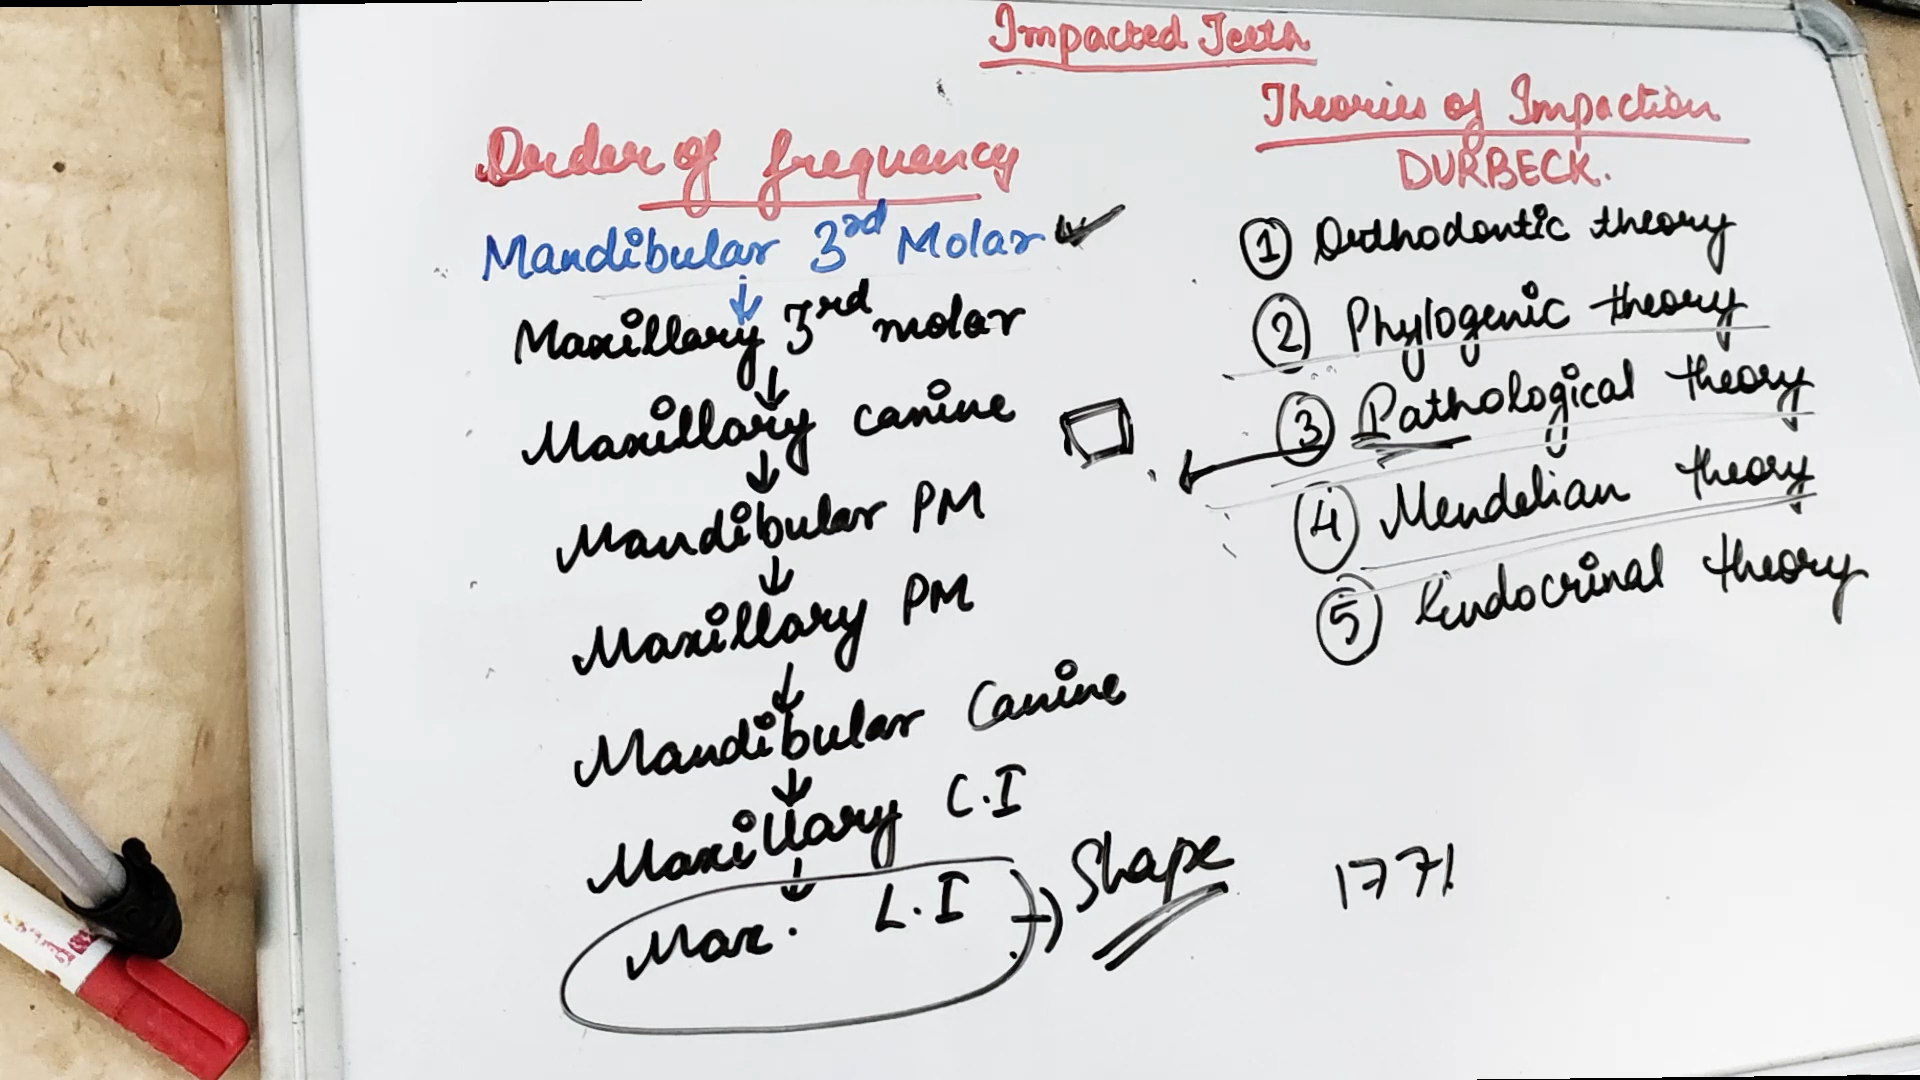 Impacted Teeth
Order of frequency
Mandibular 3rd Molar ✓
↓
Maxillary 3rd molar
↓
Maxillary canine
↓
Mandibular PM
↓
Maxillary PM
↓
Mandibular Canine
↓
Maxillary C.I
↓
Max. L.I → Shape
Theories of Impaction
DURBECK.
① Orthodontic theory
② Phylogenic theory
③ Pathological theory
④ Mendelian theory
⑤ Endocrinal theory
1771